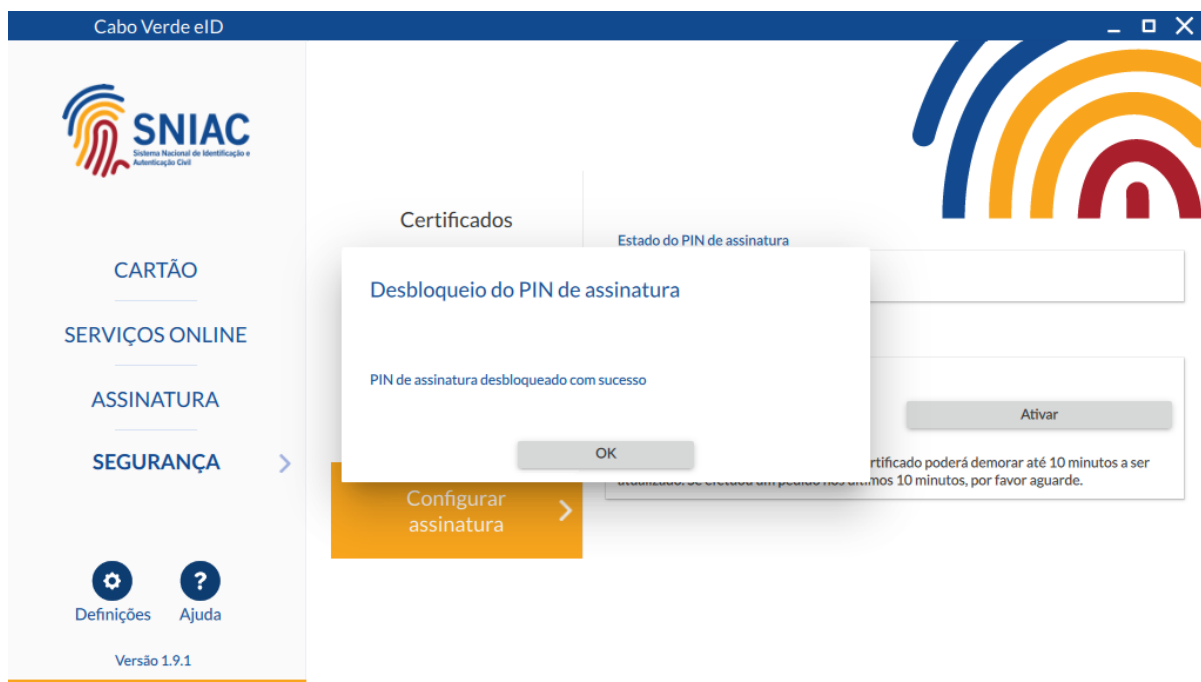 Cabo Verde eID
SNIAC
Sistema Nacional de Identificação e
Autenticação Civil
CARTÃO
SERVIÇOS ONLINE
ASSINATURA
SEGURANÇA
Definições
Ajuda
Versão 1.9.1
Certificados
Configurar
assinatura
Estado do PIN de assinatura
Desbloqueio do PIN de assinatura
PIN de assinatura desbloqueado com sucesso
OK
Ativar
poderá demorar até 10 minutos a ser
10 minutos, por favor aguarde.